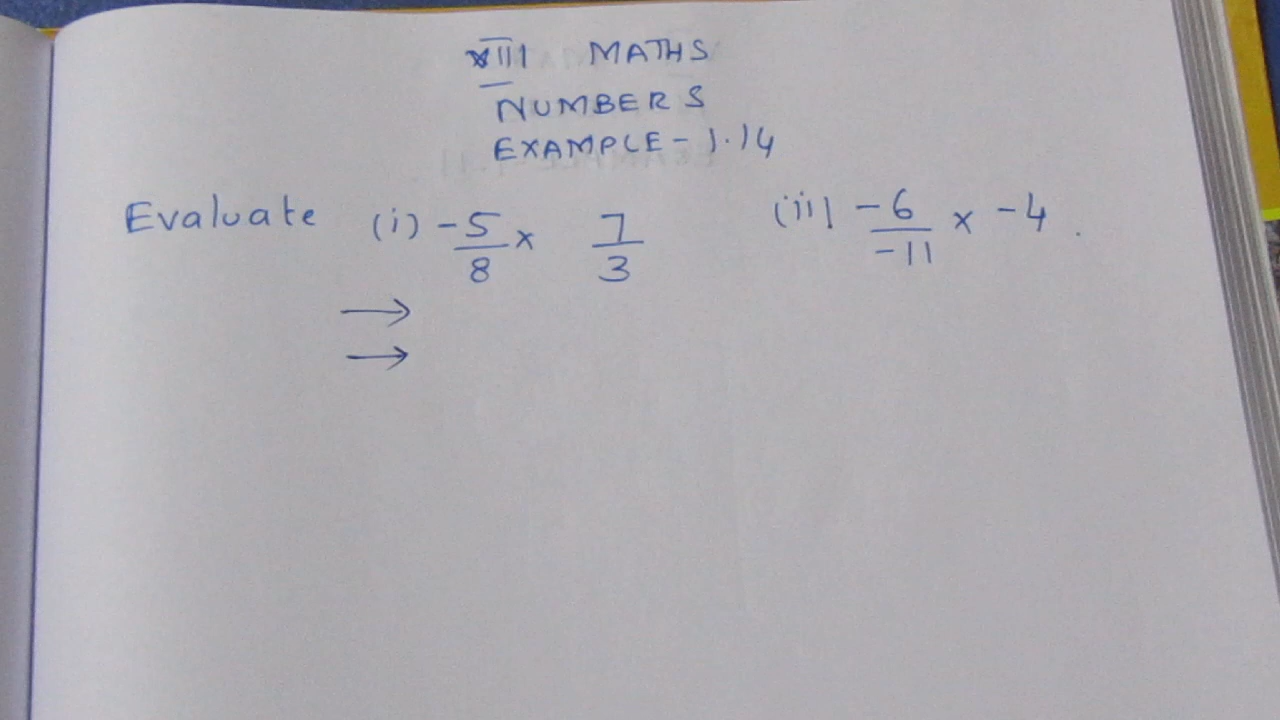 VIII MATHS
NUMBERS
EXAMPLE - 1.14
Evaluate (i) -5/8 × 7/3 (ii) -6/-11 × -4.
→
→